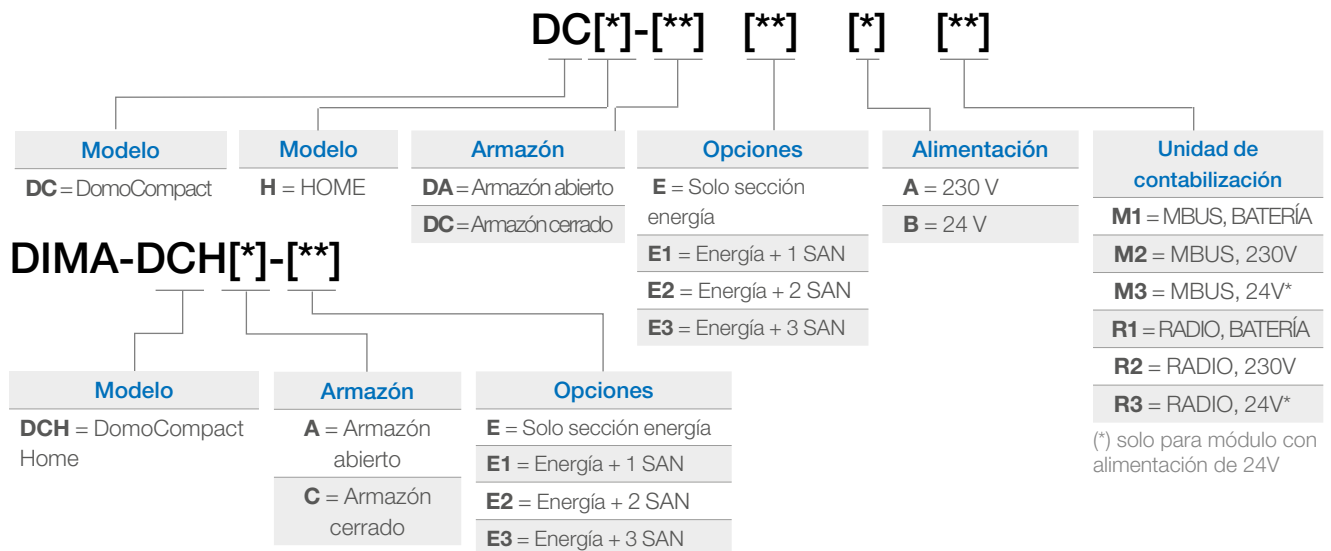 DC[*]-[**] [**] [*] [**]
Modelo
DC = DomoCompact
Modelo
H = HOME
Armazón
DA = Armazón abierto
DC = Armazón cerrado
Opciones
E = Solo sección
energía
E1 = Energía + 1 SAN
E2 = Energía + 2 SAN
E3 = Energía + 3 SAN
Alimentación
A = 230 V
B = 24 V
Unidad de
contabilización
M1 = MBUS, BATERÍA
M2 = MBUS, 230V
M3 = MBUS, 24V*
R1 = RADIO, BATERÍA
R2 = RADIO, 230V
R3 = RADIO, 24V*
(*) solo para módulo con
alimentación de 24V
DIMA-DCH[*]-[**]
Modelo
DCH = DomoCompact
Home
Armazón
A = Armazón
abierto
C = Armazón
cerrado
Opciones
E = Solo sección energía
E1 = Energía + 1 SAN
E2 = Energía + 2 SAN
E3 = Energía + 3 SAN